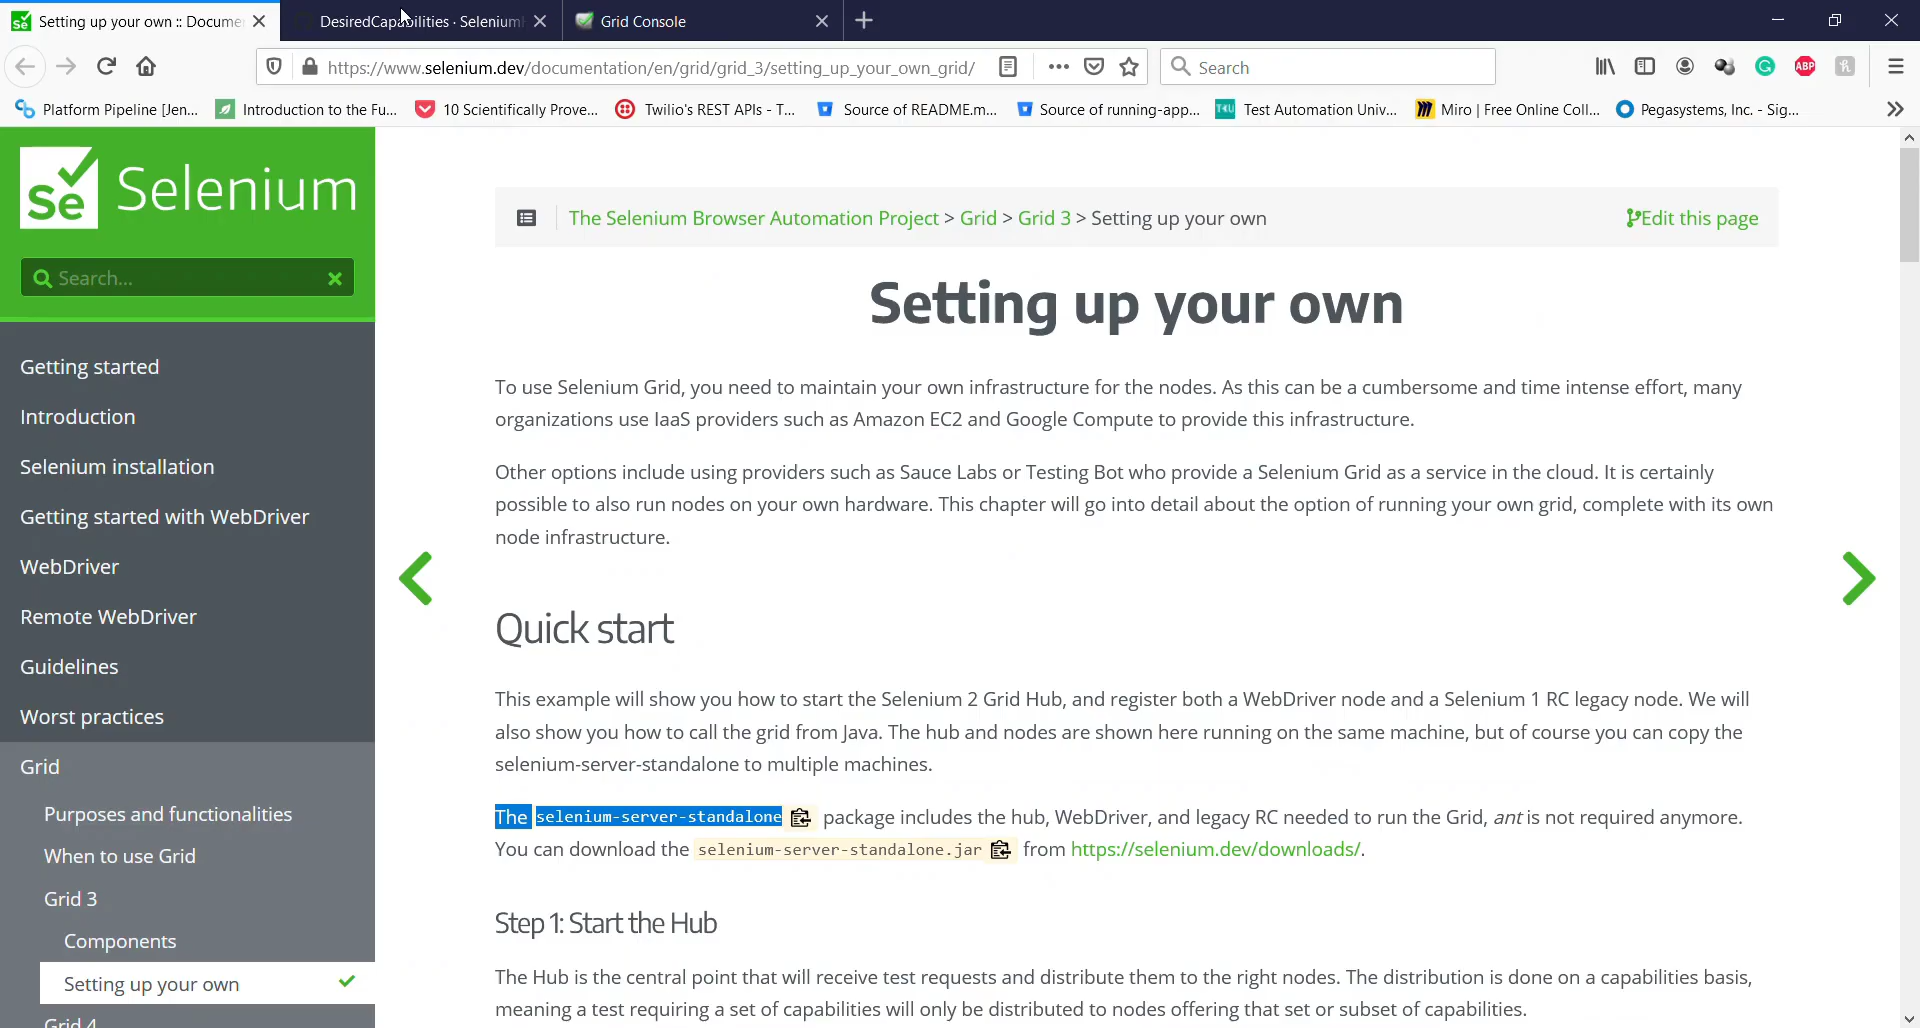 Setting up your own :: Docume
DesiredCapabilities · Selenium
Grid Console
https://www.selenium.dev/documentation/en/grid/grid_3/setting_up_your_own_grid/
Search
Platform Pipeline [Jen...
Introduction to the Fu...
10 Scientifically Prove...
Twilio's REST APIs - T...
Source of README.m...
Source of running-app...
Test Automation Univ...
Miro | Free Online Coll...
Pegasystems, Inc. - Sig...
Se Selenium
Search...
Getting started
Introduction
Selenium installation
Getting started with WebDriver
WebDriver
Remote WebDriver
Guidelines
Worst practices
Grid
Purposes and functionalities
When to use Grid
Grid 3
Components
Setting up your own
Grid 4
The Selenium Browser Automation Project > Grid > Grid 3 > Setting up your own
Edit this page
Setting up your own
To use Selenium Grid, you need to maintain your own infrastructure for the nodes. As this can be a cumbersome and time intense effort, many
organizations use IaaS providers such as Amazon EC2 and Google Compute to provide this infrastructure.
Other options include using providers such as Sauce Labs or Testing Bot who provide a Selenium Grid as a service in the cloud. It is certainly
possible to also run nodes on your own hardware. This chapter will go into detail about the option of running your own grid, complete with its own
node infrastructure.
Quick start
This example will show you how to start the Selenium 2 Grid Hub, and register both a WebDriver node and a Selenium 1 RC legacy node. We will
also show you how to call the grid from Java. The hub and nodes are shown here running on the same machine, but of course you can copy the
selenium-server-standalone to multiple machines.
The selenium-server-standalone package includes the hub, WebDriver, and legacy RC needed to run the Grid, ant is not required anymore.
You can download the selenium-server-standalone.jar from https://selenium.dev/downloads/.
Step 1: Start the Hub
The Hub is the central point that will receive test requests and distribute them to the right nodes. The distribution is done on a capabilities basis,
meaning a test requiring a set of capabilities will only be distributed to nodes offering that set or subset of capabilities.